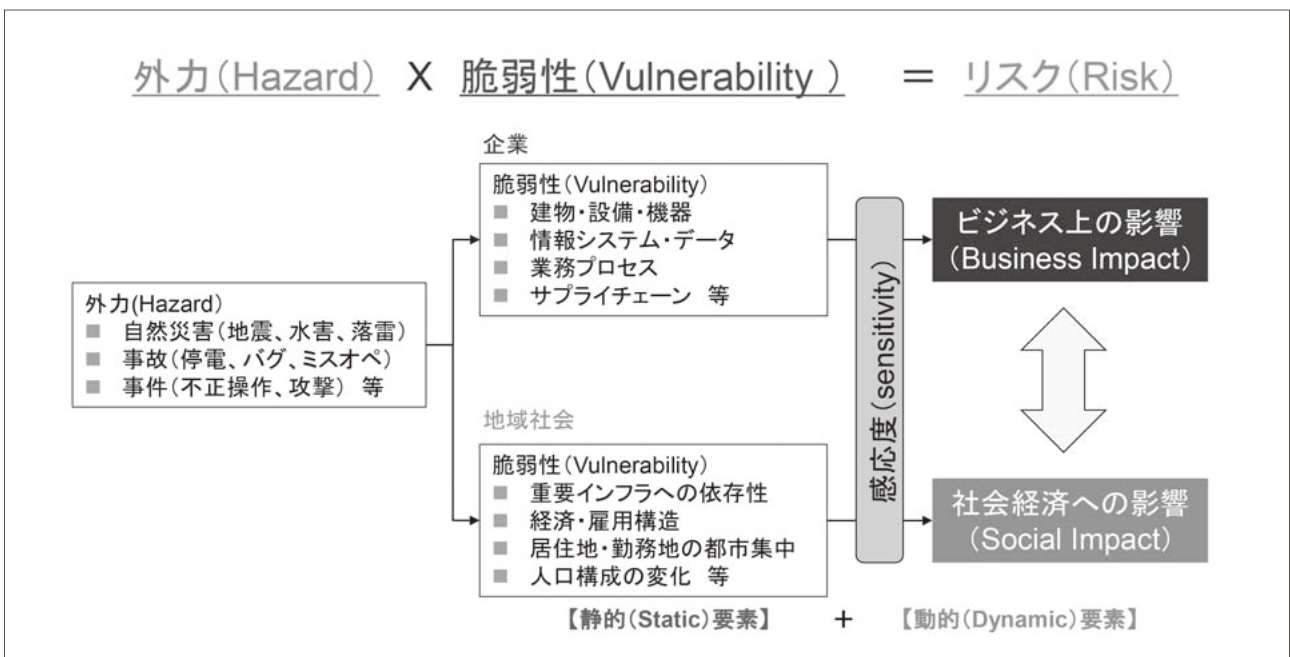 外力(Hazard) X 脆弱性(Vulnerability ) = リスク(Risk)
企業
脆弱性(Vulnerability)
■ 建物・設備・機器
■ 情報システム・データ
■ 業務プロセス
■ サプライチェーン 等
外力(Hazard)
■ 自然災害(地震、水害、落雷)
■ 事故(停電、バグ、ミスオペ)
■ 事件(不正操作、攻撃) 等
地域社会
脆弱性(Vulnerability)
■ 重要インフラへの依存性
■ 経済・雇用構造
■ 居住地・勤務地の都市集中
■ 人口構成の変化 等
感応度(sensitivity)
ビジネス上の影響
(Business Impact)
社会経済への影響
(Social Impact)
【静的(Static)要素】 + 【動的(Dynamic)要素】